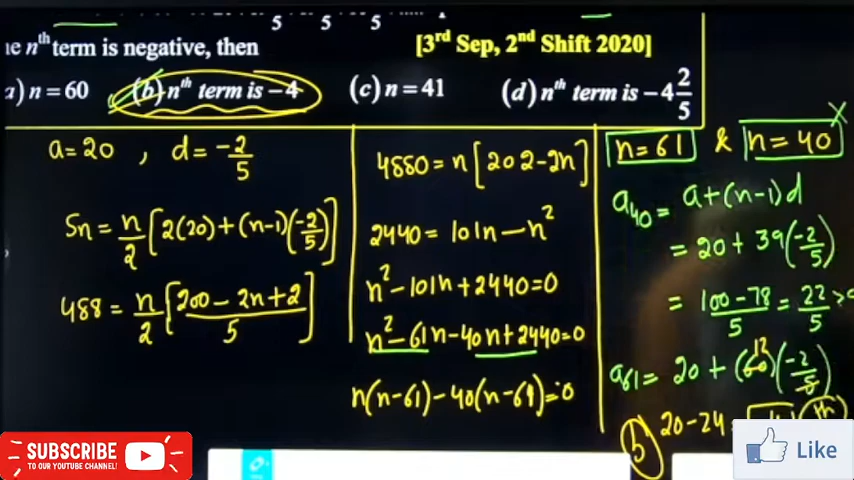 5 5 5
ne nth term is negative, then
[3rd Sep, 2nd Shift 2020]
a) n = 60 (b) nth term is –4 (c) n = 41 (d) nth term is –4 2/5
a = 20 , d = -2/5
Sn = n/2 [2(20) + (n-1)(-2/5)]
488 = n/2 [(200 - 2n + 2)/5]
4880 = n[202 - 2n]
2440 = 101n - n²
n² - 101n + 2440 = 0
n² - 61n - 40n + 2440 = 0
n(n-61) - 40(n-61) = 0
n = 61 & n = 40 X
a40 = a + (n-1)d
= 20 + 39(-2/5)
= (100 - 78)/5 = 22/5 > 0
a61 = 20 + (60)(-2/5)
12
20 - 24
b
SUBSCRIBE
TO OUR YOUTUBE CHANNEL!
Like